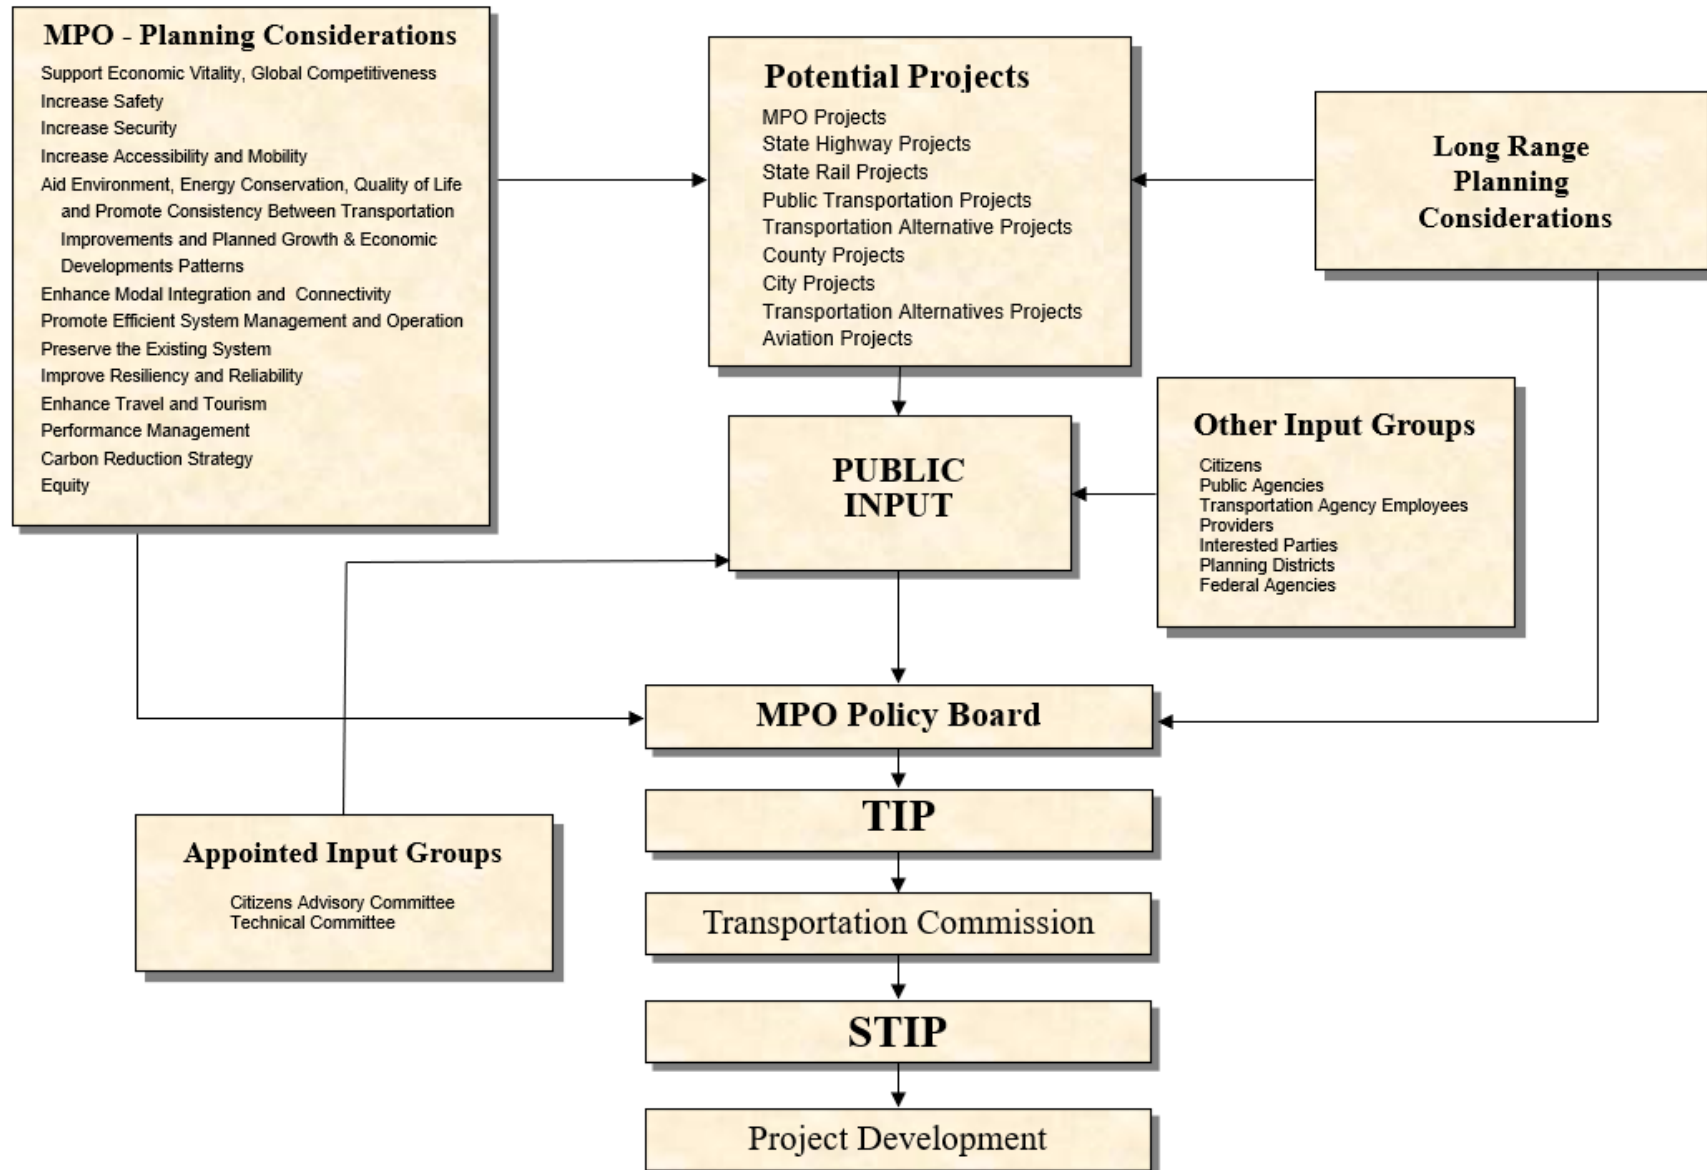 MPO - Planning Considerations
Support Economic Vitality, Global Competitiveness
Increase Safety
Increase Security
Increase Accessibility and Mobility
Aid Environment, Energy Conservation, Quality of Life
and Promote Consistency Between Transportation
Improvements and Planned Growth & Economic
Developments Patterns
Enhance Modal Integration and Connectivity
Promote Efficient System Management and Operation
Preserve the Existing System
Improve Resiliency and Reliability
Enhance Travel and Tourism
Performance Management
Carbon Reduction Strategy
Equity
Potential Projects
MPO Projects
State Highway Projects
State Rail Projects
Public Transportation Projects
Transportation Alternative Projects
County Projects
City Projects
Transportation Alternatives Projects
Aviation Projects
Long Range
Planning
Considerations
PUBLIC
INPUT
Other Input Groups
Citizens
Public Agencies
Transportation Agency Employees
Providers
Interested Parties
Planning Districts
Federal Agencies
MPO Policy Board
TIP
Appointed Input Groups
Citizens Advisory Committee
Technical Committee
Transportation Commission
STIP
Project Development